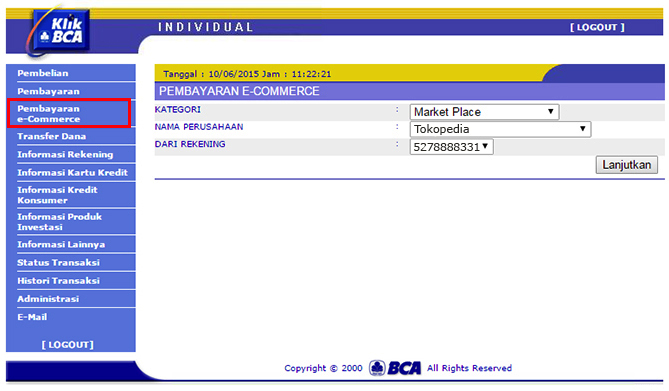 Klik
BCA
INDIVIDUAL
[ LOGOUT ]
Pembelian
Pembayaran
Pembayaran
e-Commerce
Transfer Dana
Informasi Rekening
Informasi Kartu Kredit
Informasi Kredit
Konsumer
Informasi Produk
Investasi
Informasi Lainnya
Status Transaksi
Histori Transaksi
Administrasi
E-Mail
[ LOGOUT]
Tanggal : 10/06/2015 Jam : 11:22:21
PEMBAYARAN E-COMMERCE
KATEGORI : Market Place
NAMA PERUSAHAAN : Tokopedia
DARI REKENING : 5278888331
Lanjutkan
Copyright © 2000 BCA All Rights Reserved